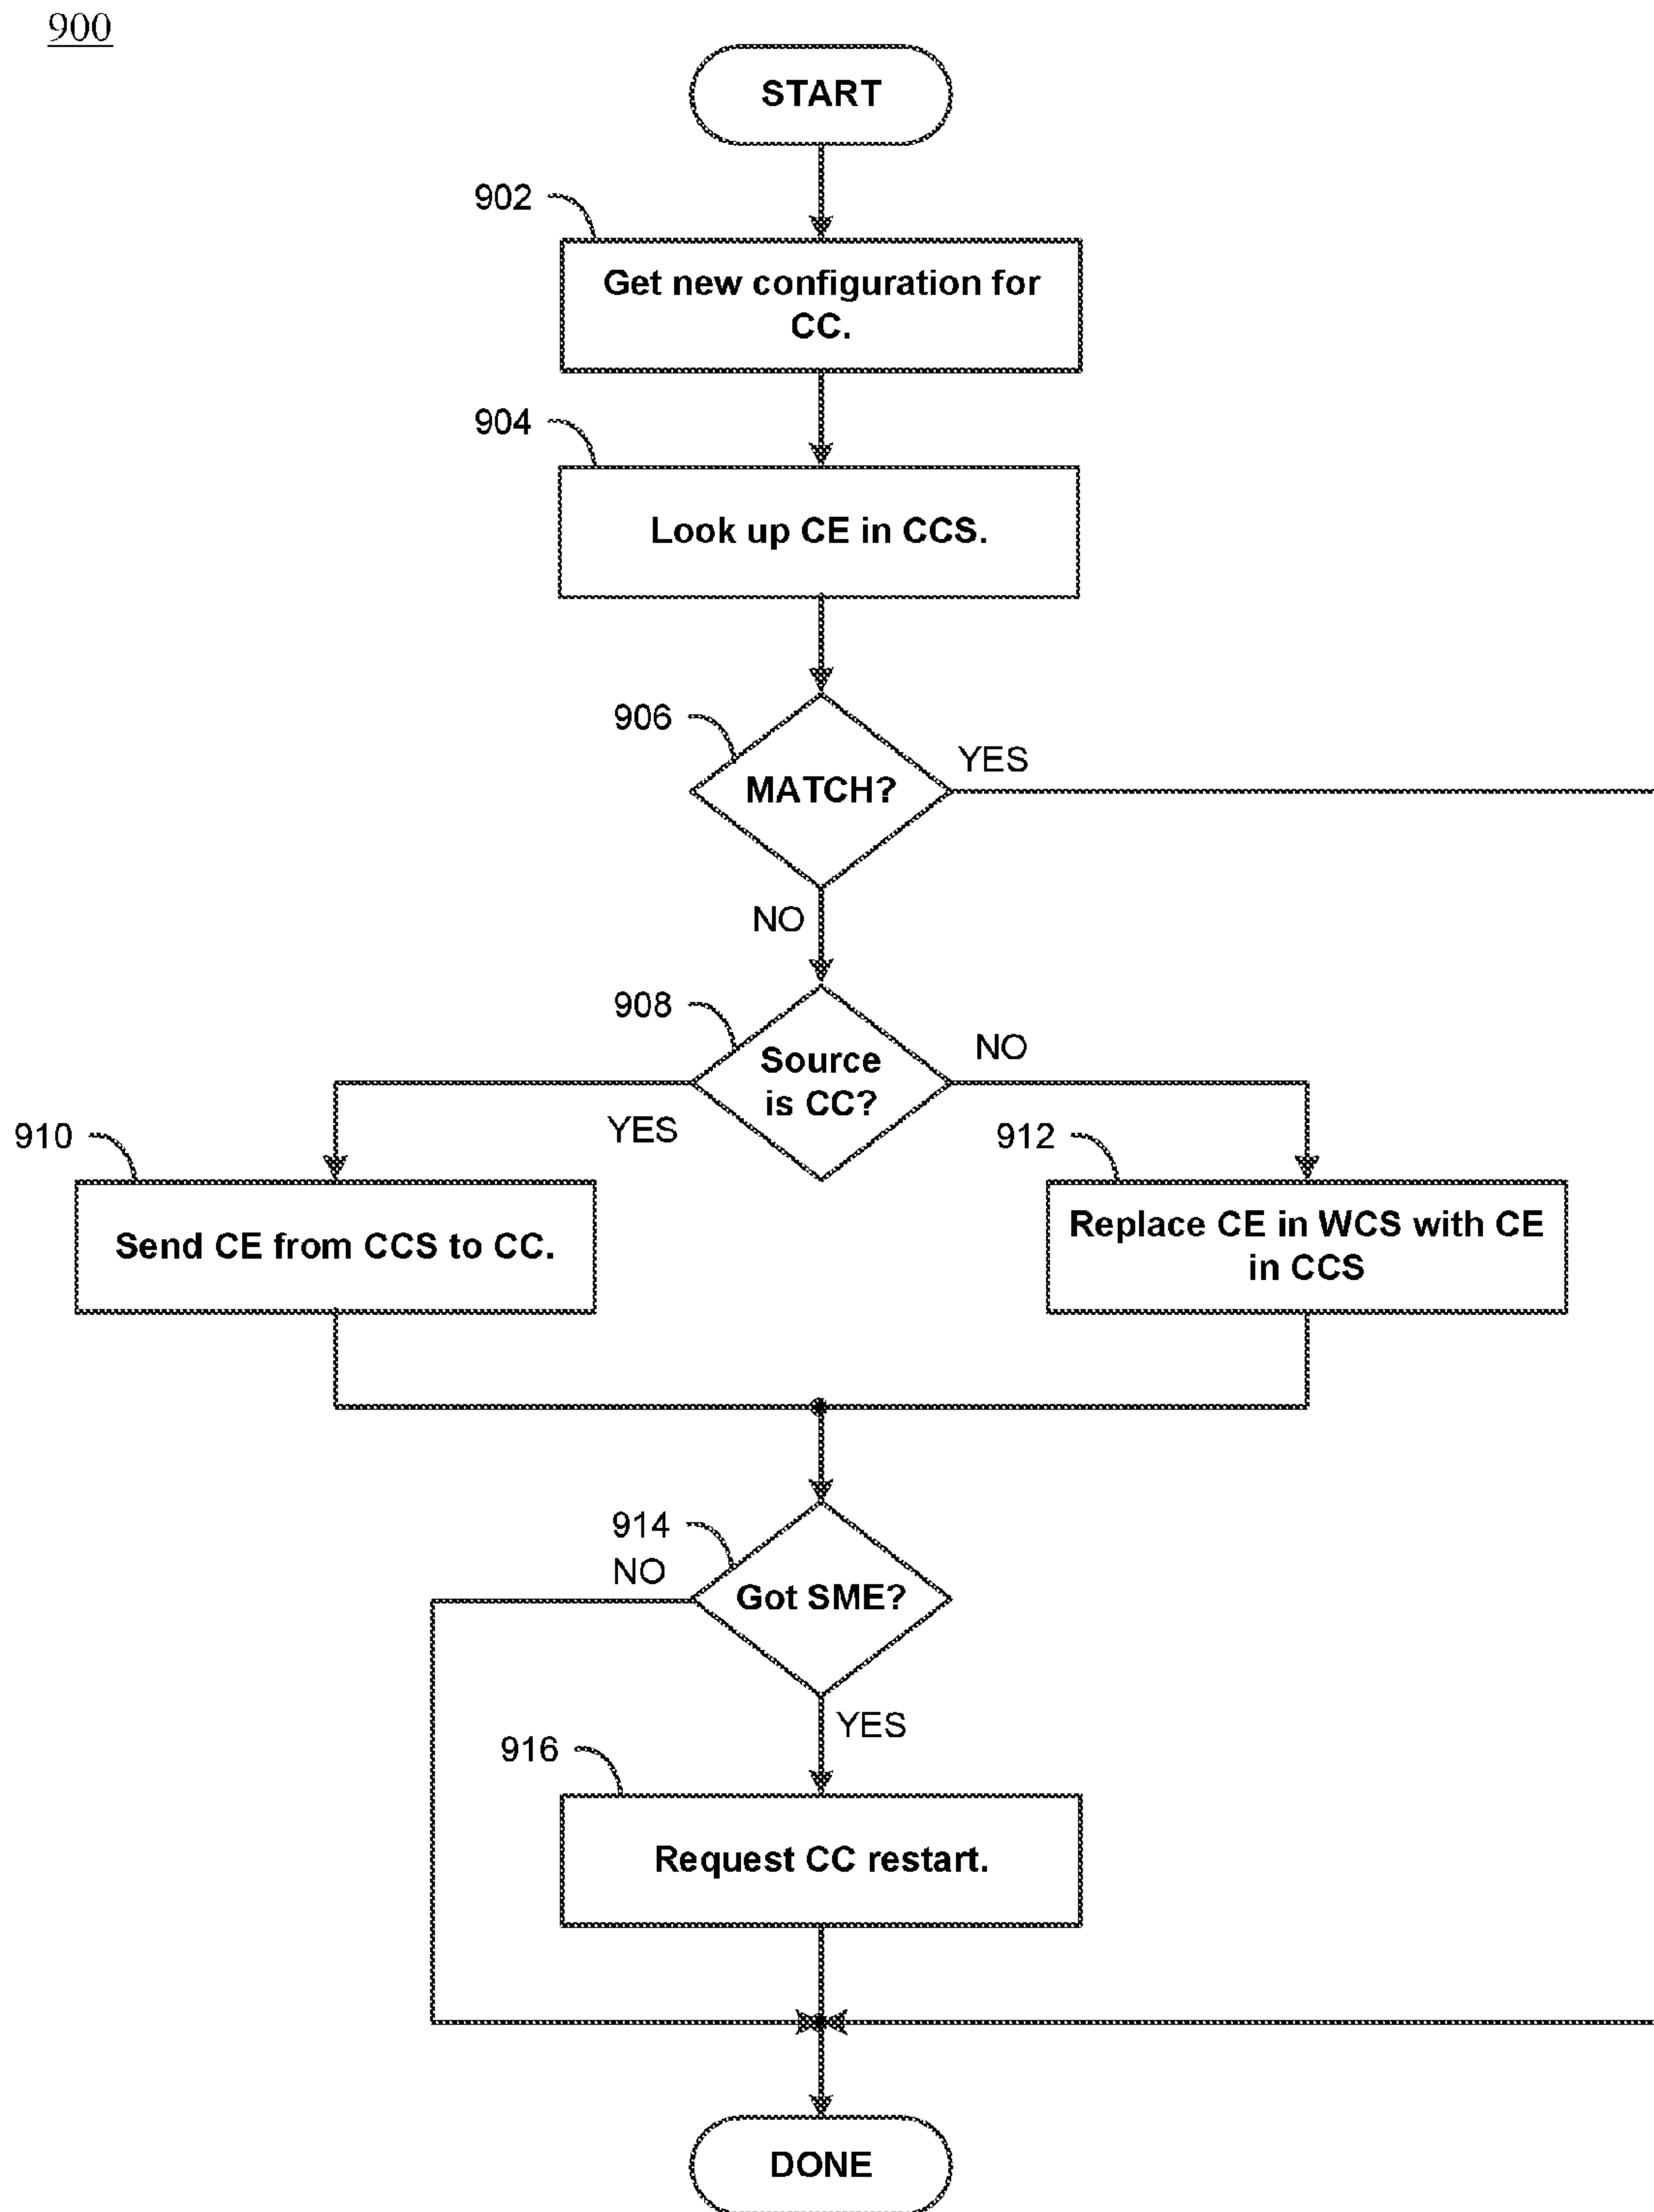 900
START
902
Get new configuration for
CC.
904
Look up CE in CCS.
906
MATCH?
YES
NO
908
Source
is CC?
NO
YES
910
Send CE from CCS to CC.
912
Replace CE in WCS with CE
in CCS
914
NO
Got SME?
YES
916
Request CC restart.
DONE